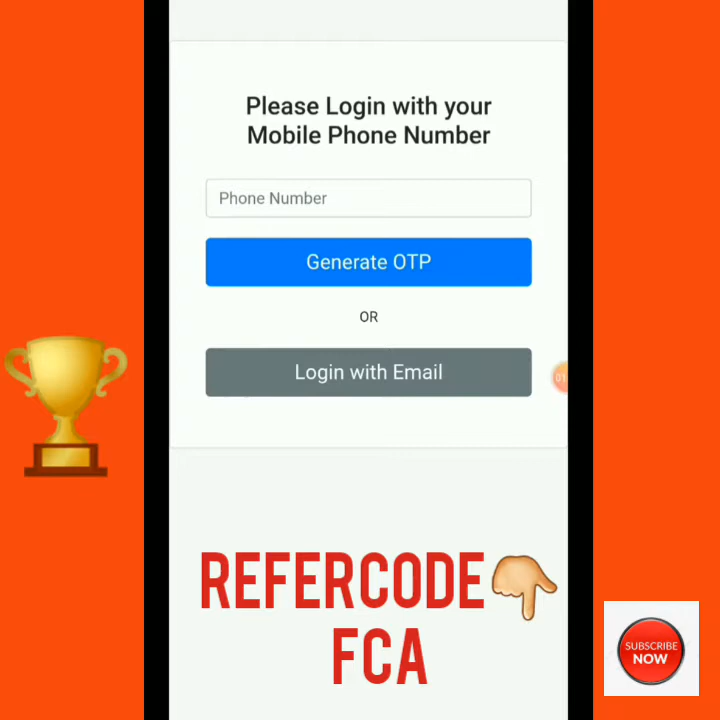 Please Login with your
Mobile Phone Number
Phone Number
Generate OTP
OR
Login with Email
REFERCODE
FCA
SUBSCRIBE
NOW